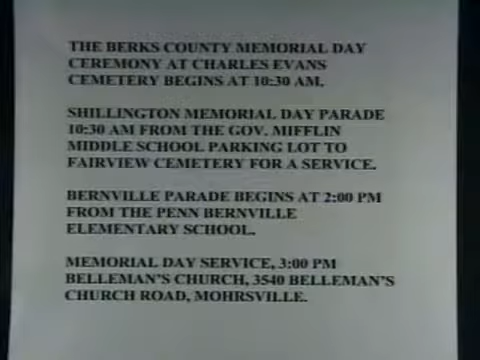 THE BERKS COUNTY MEMORIAL DAY
CEREMONY AT CHARLES EVANS
CEMETERY BEGINS AT 10:30 AM.
SHILLINGTON MEMORIAL DAY PARADE
10:30 AM FROM THE GOV. MIFFLIN
MIDDLE SCHOOL PARKING LOT TO
FAIRVIEW CEMETERY FOR A SERVICE.
BERNVILLE PARADE BEGINS AT 2:00 PM
FROM THE PENN BERNVILLE
ELEMENTARY SCHOOL.
MEMORIAL DAY SERVICE, 3:00 PM
BELLEMAN'S CHURCH, 3540 BELLEMAN'S
CHURCH ROAD, MOHRSVILLE.